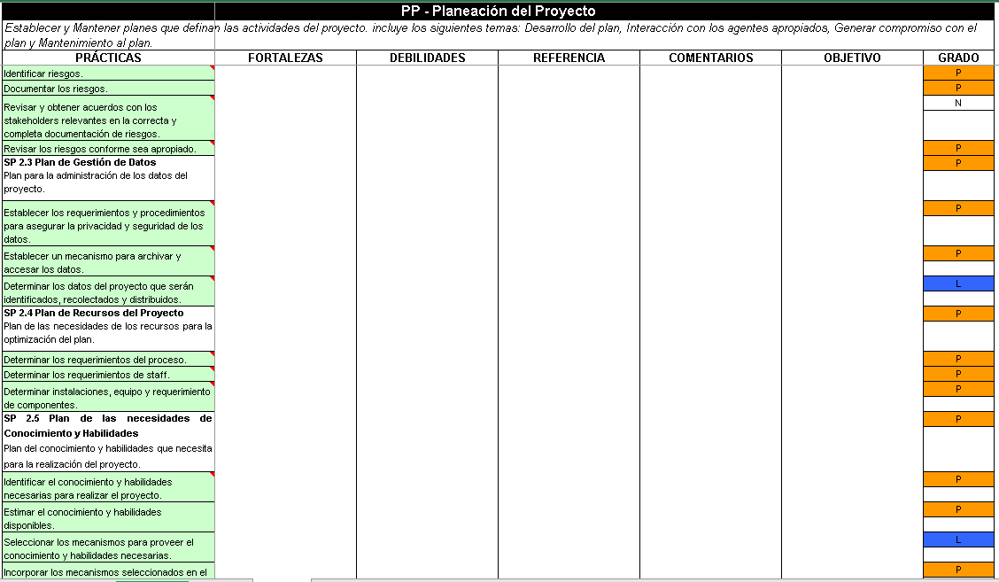 PP - Planeación del Proyecto
Establecer y Mantener planes que definan las actividades del proyecto. incluye los siguientes temas: Desarrollo del plan, Interacción con los agentes apropiados, Generar compromiso con el
plan y Mantenimiento al plan.
PRÁCTICAS FORTALEZAS DEBILIDADES REFERENCIA COMENTARIOS OBJETIVO GRADO
Identificar riesgos. P
Documentar los riesgos. P
Revisar y obtener acuerdos con los N
stakeholders relevantes en la correcta y
completa documentación de riesgos.
Revisar los riesgos conforme sea apropiado. P
SP 2.3 Plan de Gestión de Datos P
Plan para la administración de los datos del
proyecto.
Establecer los requerimientos y procedimientos P
para asegurar la privacidad y seguridad de los
datos.
Establecer un mecanismo para archivar y P
accesar los datos.
Determinar los datos del proyecto que serán L
identificados, recolectados y distribuidos.
SP 2.4 Plan de Recursos del Proyecto P
Plan de las necesidades de los recursos para la
optimización del plan.
Determinar los requerimientos del proceso. P
Determinar los requerimientos de staff. P
Determinar instalaciones, equipo y requerimiento P
de componentes.
SP 2.5 Plan de las necesidades de P
Conocimiento y Habilidades
Plan del conocimiento y habilidades que necesita
para la realización del proyecto.
Identificar el conocimiento y habilidades P
necesarias para realizar el proyecto.
Estimar el conocimiento y habilidades P
disponibles.
Seleccionar los mecanismos para proveer el L
conocimiento y habilidades necesarias.
Incorporar los mecanismos seleccionados en el P